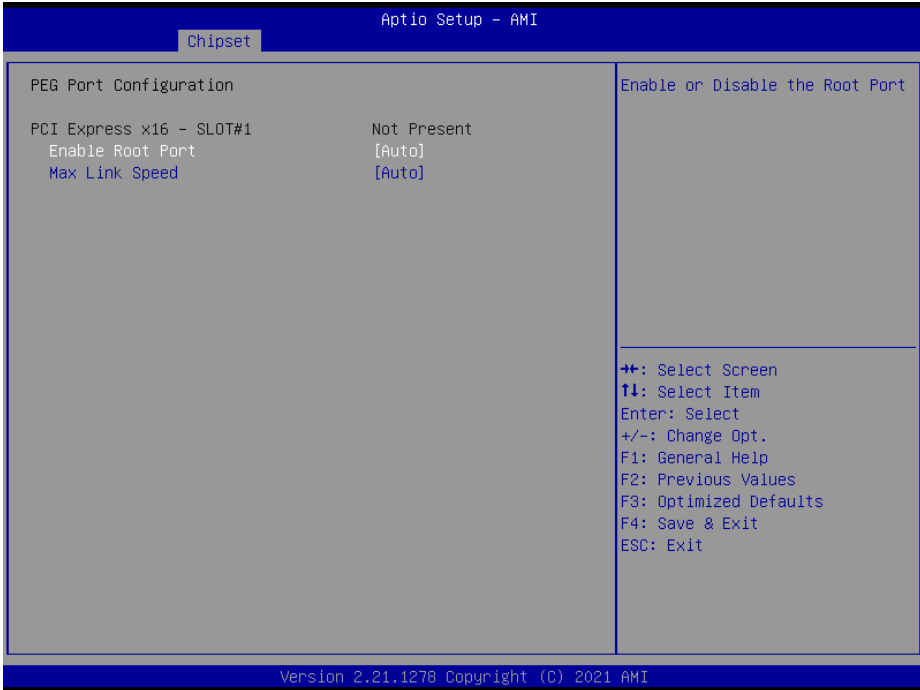 Aptio Setup – AMI
Chipset
PEG Port Configuration
PCI Express x16 – SLOT#1 Not Present
Enable Root Port [Auto]
Max Link Speed [Auto]
Enable or Disable the Root Port
→←: Select Screen
↑↓: Select Item
Enter: Select
+/–: Change Opt.
F1: General Help
F2: Previous Values
F3: Optimized Defaults
F4: Save & Exit
ESC: Exit
Version 2.21.1278 Copyright (C) 2021 AMI